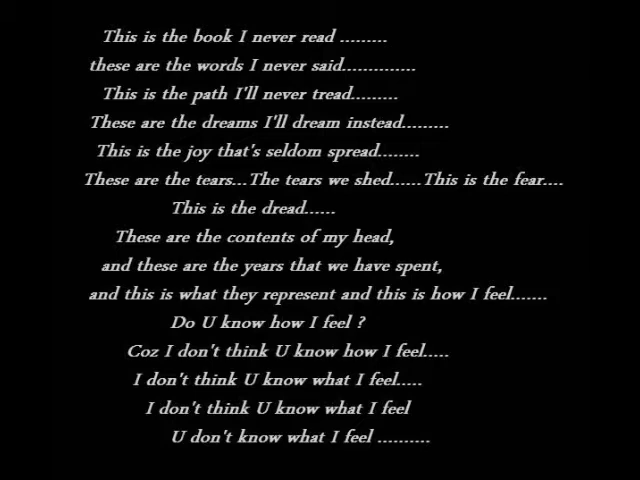 This is the book I never read .........
these are the words I never said..............
This is the path I'll never tread.........
These are the dreams I'll dream instead.........
This is the joy that's seldom spread........
These are the tears...The tears we shed......This is the fear....
This is the dread......
These are the contents of my head,
and these are the years that we have spent,
and this is what they represent and this is how I feel.......
Do U know how I feel ?
Coz I don't think U know how I feel.....
I don't think U know what I feel.....
I don't think U know what I feel
U don't know what I feel ..........